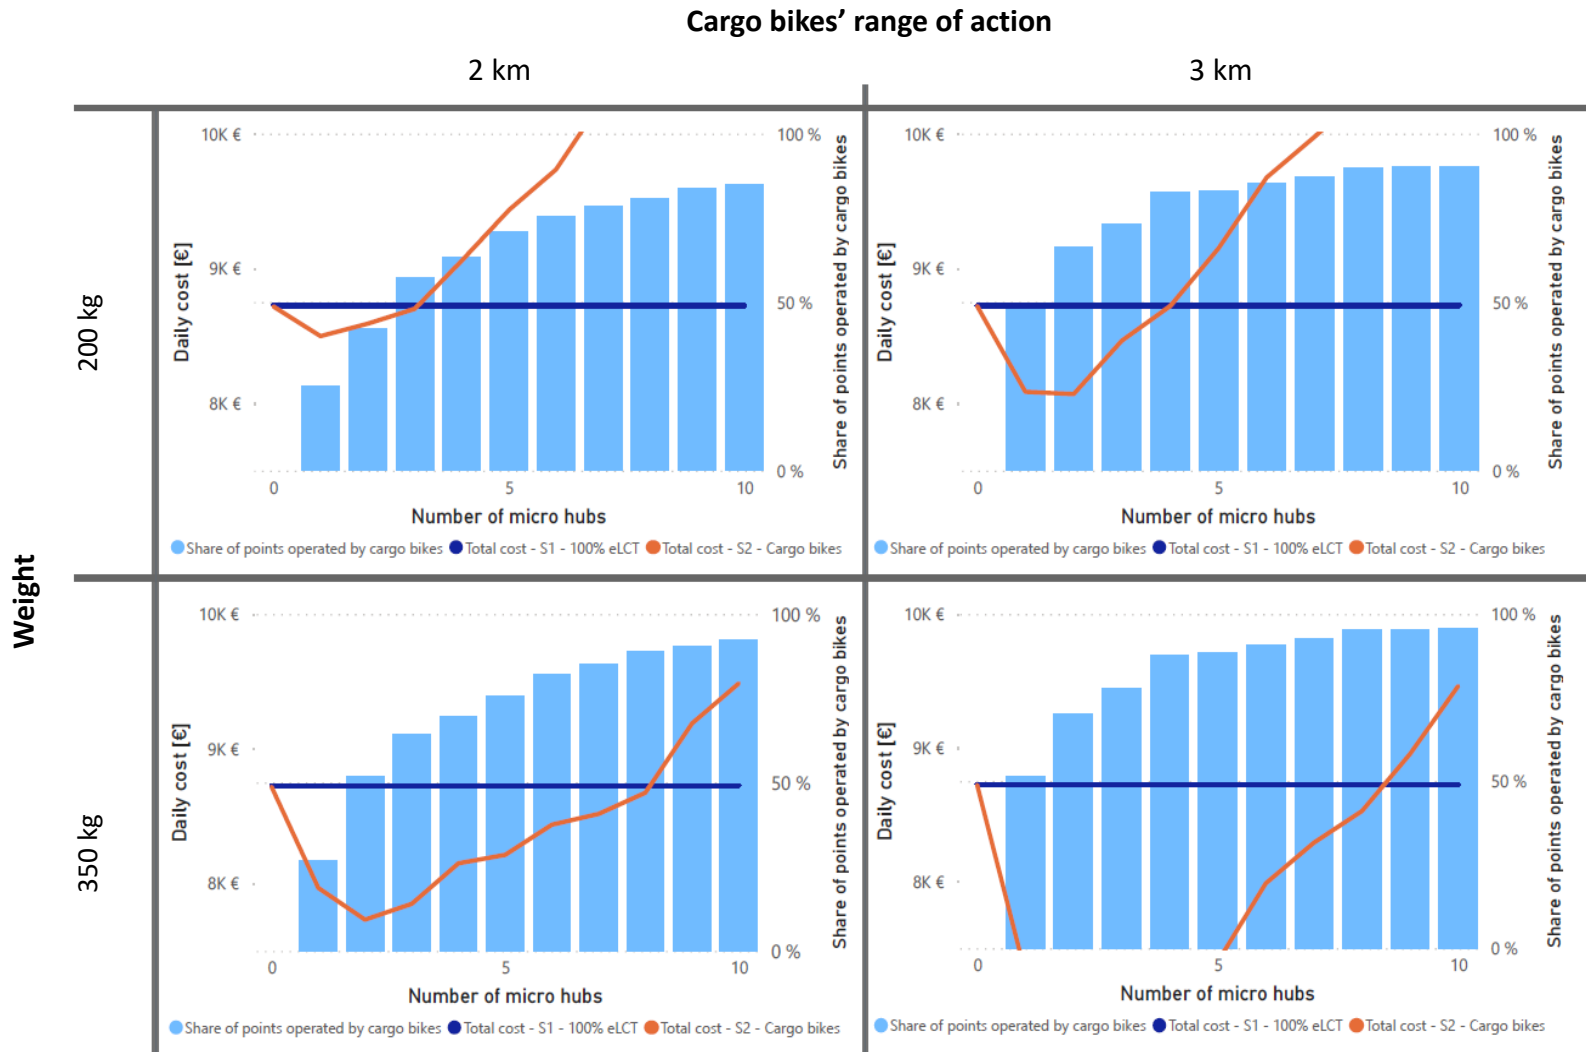 Cargo bikes’ range of action
2 km
3 km
Weight
200 kg
10K €
9K €
8K €
Daily cost [€]
100 %
50 %
0 %
Share of points operated by cargo bikes
0 5 10
Number of micro hubs
Share of points operated by cargo bikes Total cost - S1 - 100% eLCT Total cost - S2 - Cargo bikes
10K €
9K €
8K €
Daily cost [€]
100 %
50 %
0 %
Share of points operated by cargo bikes
0 5 10
Number of micro hubs
Share of points operated by cargo bikes Total cost - S1 - 100% eLCT Total cost - S2 - Cargo bikes
350 kg
10K €
9K €
8K €
Daily cost [€]
100 %
50 %
0 %
Share of points operated by cargo bikes
0 5 10
Number of micro hubs
Share of points operated by cargo bikes Total cost - S1 - 100% eLCT Total cost - S2 - Cargo bikes
10K €
9K €
8K €
Daily cost [€]
100 %
50 %
0 %
Share of points operated by cargo bikes
0 5 10
Number of micro hubs
Share of points operated by cargo bikes Total cost - S1 - 100% eLCT Total cost - S2 - Cargo bikes